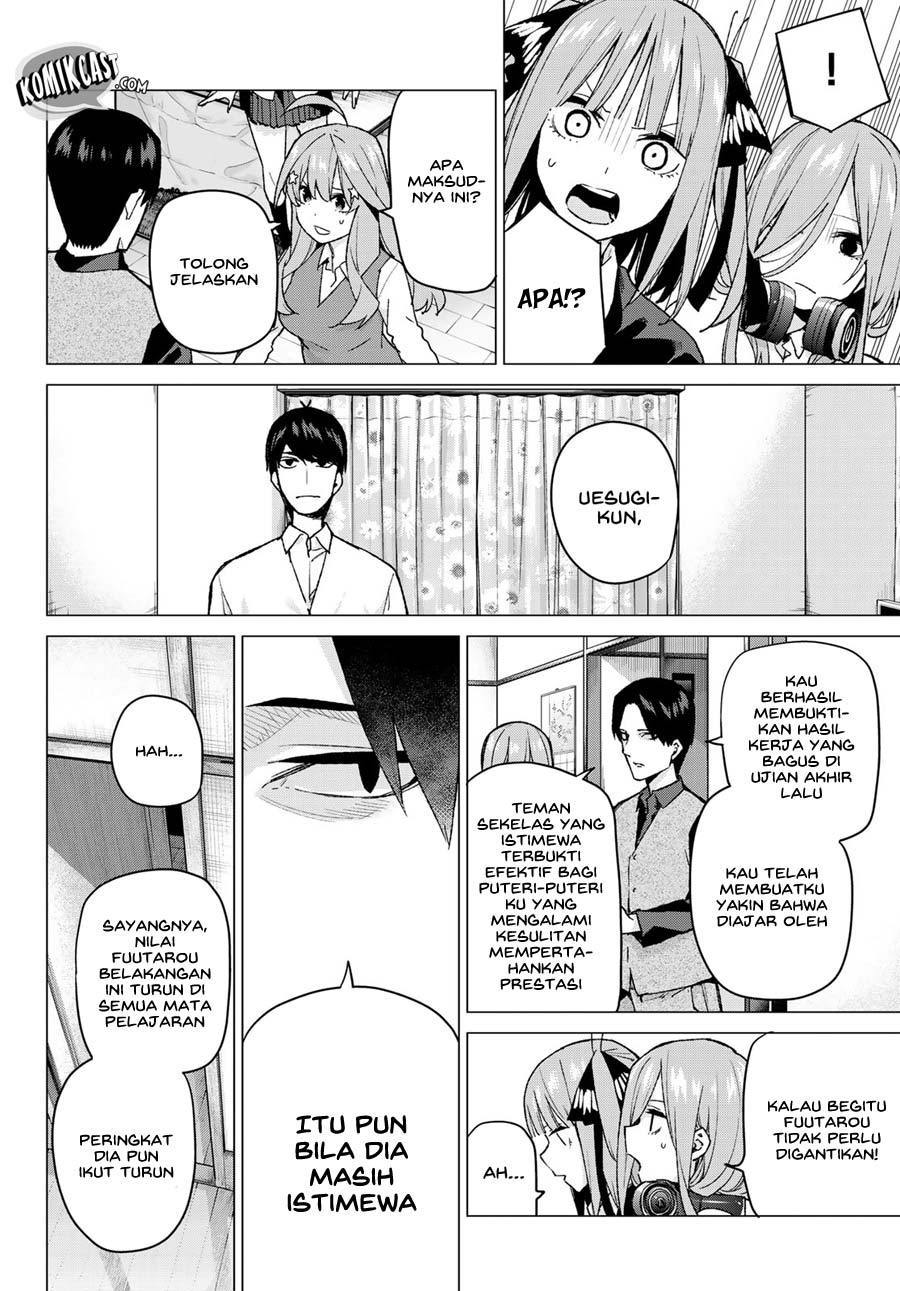 KOMIKCAST
.COM
!
APA!?
APA
MAKSUD-
NYA INI?
TOLONG
JELASKAN
UESUGI-
KUN,
KAU
BERHASIL
MEMBUKTI-
KAN HASIL
KERJA YANG
BAGUS DI
UJIAN AKHIR
LALU
KAU TELAH
MEMBUATKU
YAKIN BAHWA
DIAJAR OLEH
TEMAN
SEKELAS YANG
ISTIMEWA
TERBUKTI
EFEKTIF BAGI
PUTERI-PUTERI
KU YANG
MENGALAMI
KESULITAN
MEMPERTA-
HANKAN
PRESTASI
KALAU BEGITU
FUUTAROU
TIDAK PERLU
DIGANTIKAN!
AH...
ITU PUN
BILA DIA
MASIH
ISTIMEWA
HAH...
SAYANGNYA,
NILAI
FUUTAROU
BELAKANGAN
INI TURUN DI
SEMUA MATA
PELAJARAN
PERINGKAT
DIA PUN
IKUT TURUN